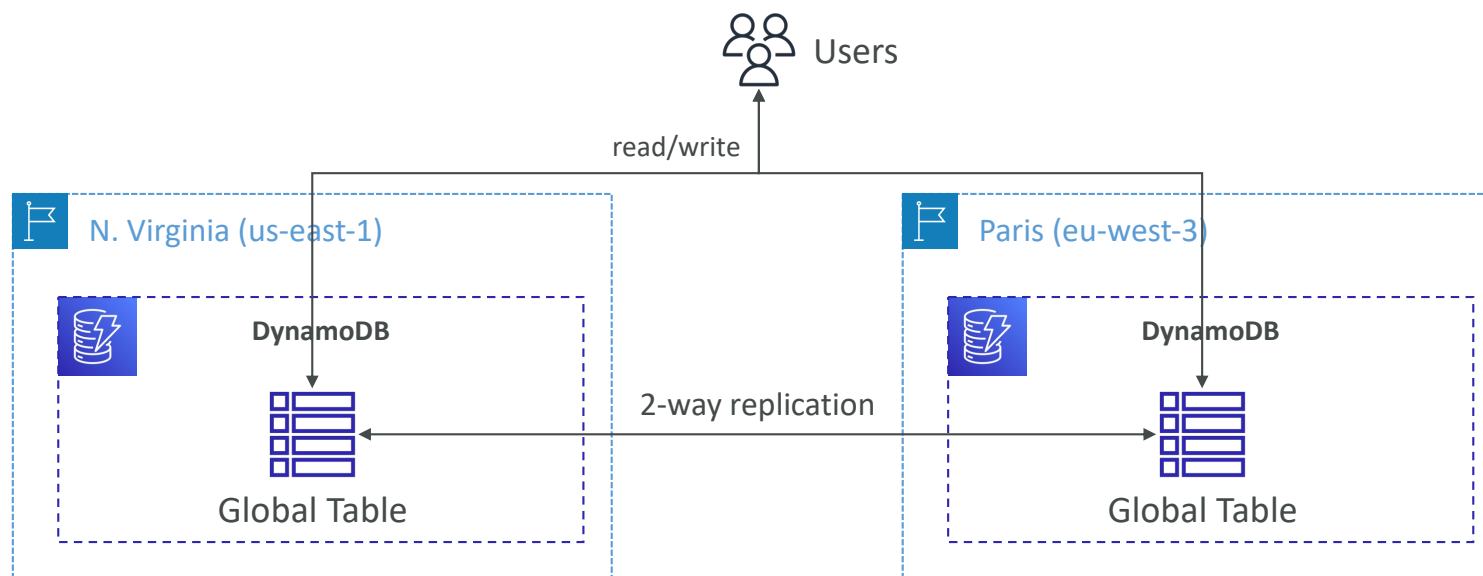 Users
read/write
N. Virginia (us-east-1)
Paris (eu-west-3)
DynamoDB
DynamoDB
2-way replication
Global Table
Global Table